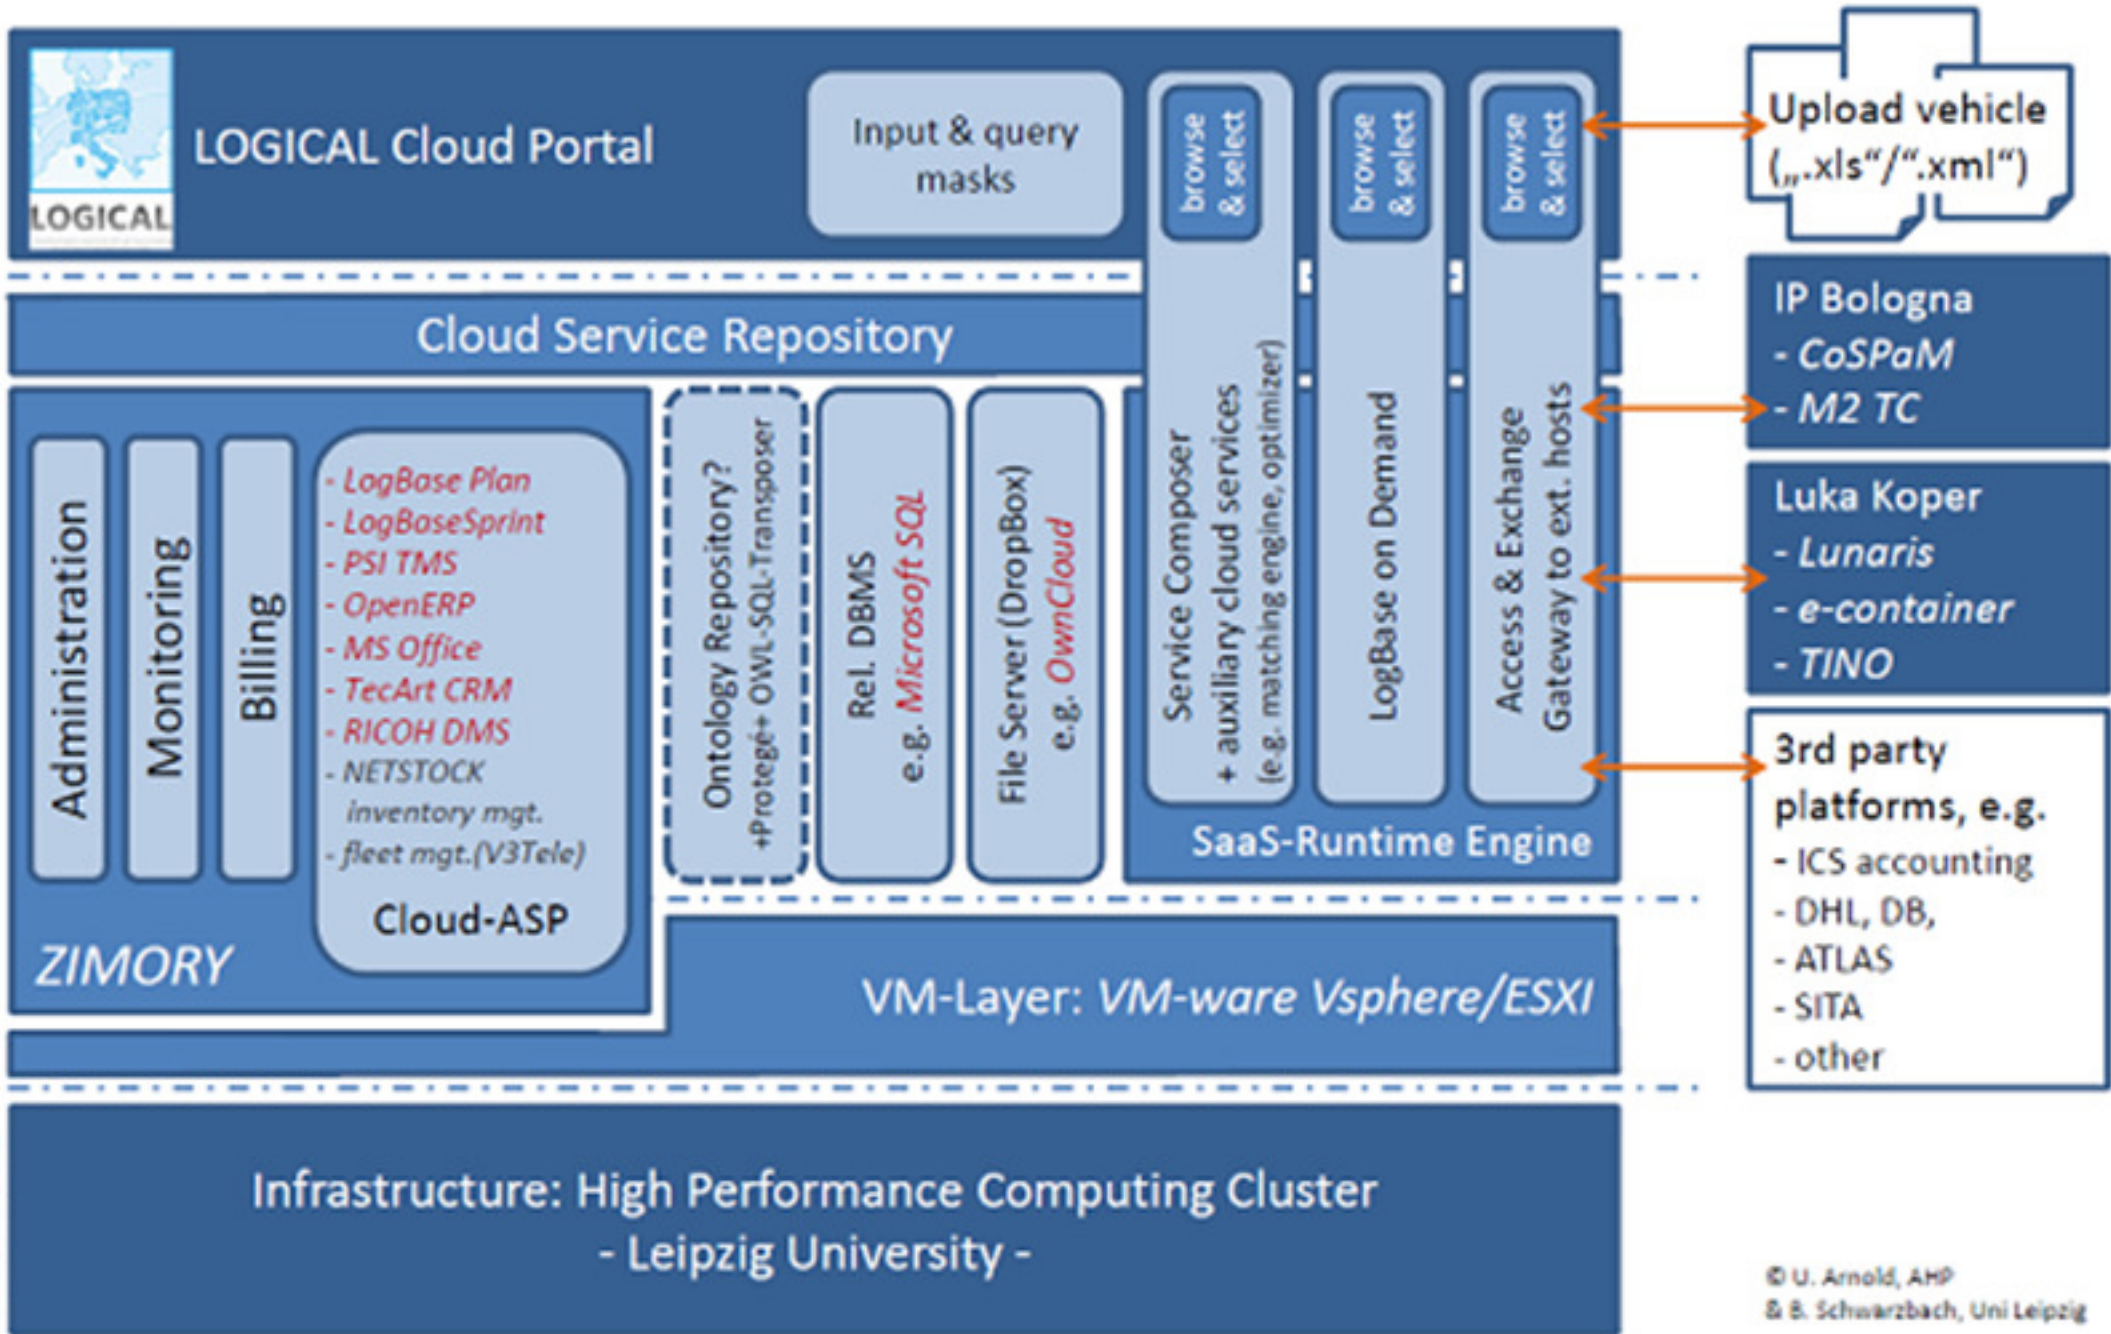 LOGICAL
LOGICAL Cloud Portal
Input & query
masks
browse
& select
browse
& select
browse
& select
Upload vehicle
(„.xls“/“.xml“)
Cloud Service Repository
Administration
Monitoring
Billing
- LogBase Plan
- LogBaseSprint
- PSI TMS
- OpenERP
- MS Office
- TecArt CRM
- RICOH DMS
- NETSTOCK
inventory mgt.
- fleet mgt.(V3Tele)
Cloud-ASP
ZIMORY
Ontology Repository?
+Protegé+ OWL-SQL-Transposer
Rel. DBMS
e.g. Microsoft SQL
File Server (DropBox)
e.g. OwnCloud
Service Composer
+ auxiliary cloud services
(e.g. matching engine, optimizer)
LogBase on Demand
Access & Exchange
Gateway to ext. hosts
SaaS-Runtime Engine
IP Bologna
- CoSPaM
- M2 TC
Luka Koper
- Lunaris
- e-container
- TINO
3rd party
platforms, e.g.
- ICS accounting
- DHL, DB,
- ATLAS
- SITA
- other
VM-Layer: VM-ware Vsphere/ESXI
Infrastructure: High Performance Computing Cluster
- Leipzig University -
© U. Arnold, AHP
& B. Schwarzbach, Uni Leipzig